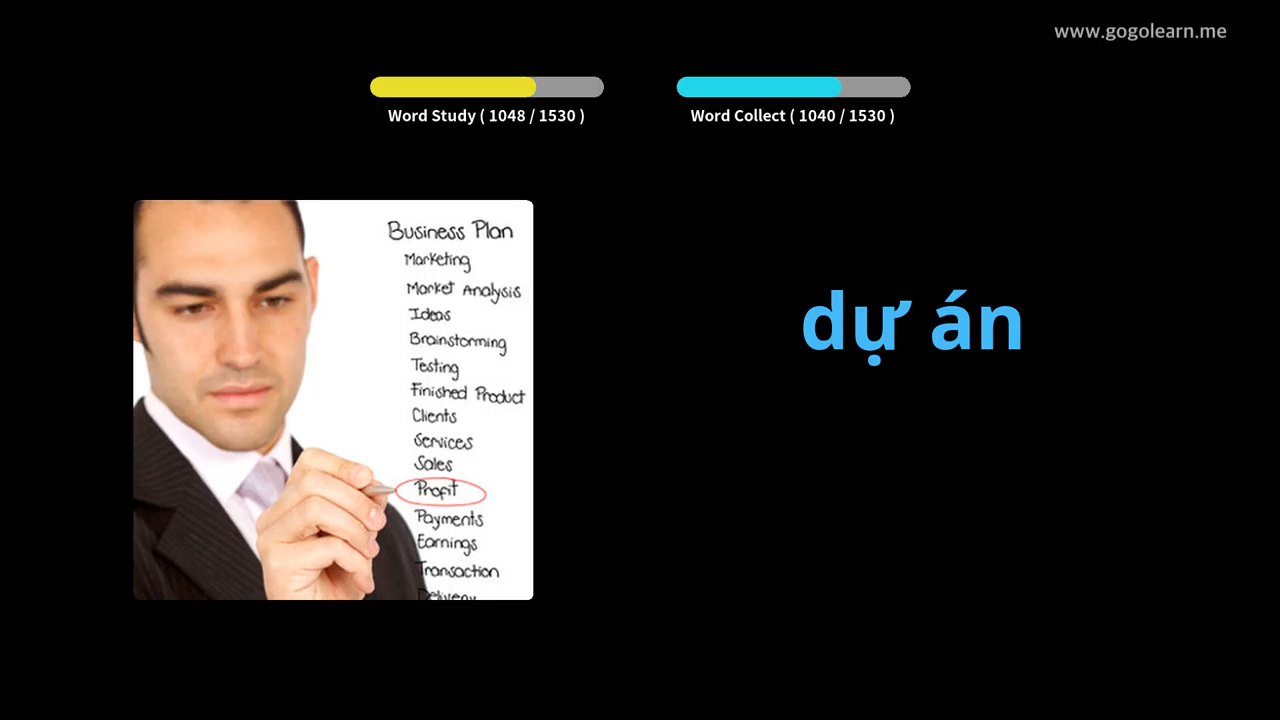 www.gogolearn.me
Word Study ( 1048 / 1530 )
Word Collect ( 1040 / 1530 )
Business Plan
Marketing
Market Analysis
Ideas
Brainstorming
Testing
Finished Product
Clients
Services
Sales
Profit
Payments
Earnings
Transaction
Delivery
dự án